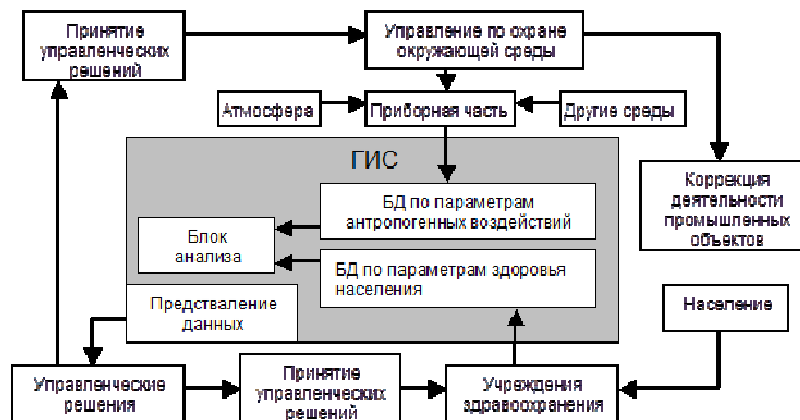 Принятие
управленческих
решений
Управление по охране
окружающей среды
Атмосфера
Приборная часть
Другие среды
ГИС
Коррекция
деятельности
промышленных
объектов
БД по параметрам
антропогенных воздействий
Блок
анализа
БД по параметрам здоровья
населения
Представление
данных
Население
Управленческие
решения
Принятие
управленческих
решений
Учреждения
здравоохранения